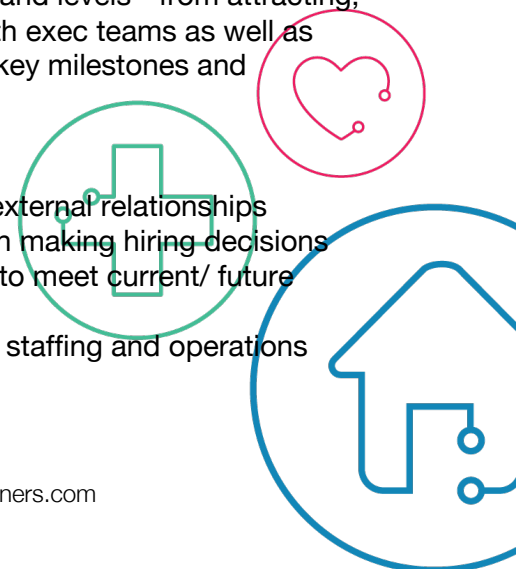 and levels – from attracting,
th exec teams as well as
key milestones and
external relationships
n making hiring decisions
to meet current/ future
staffing and operations
ners.com